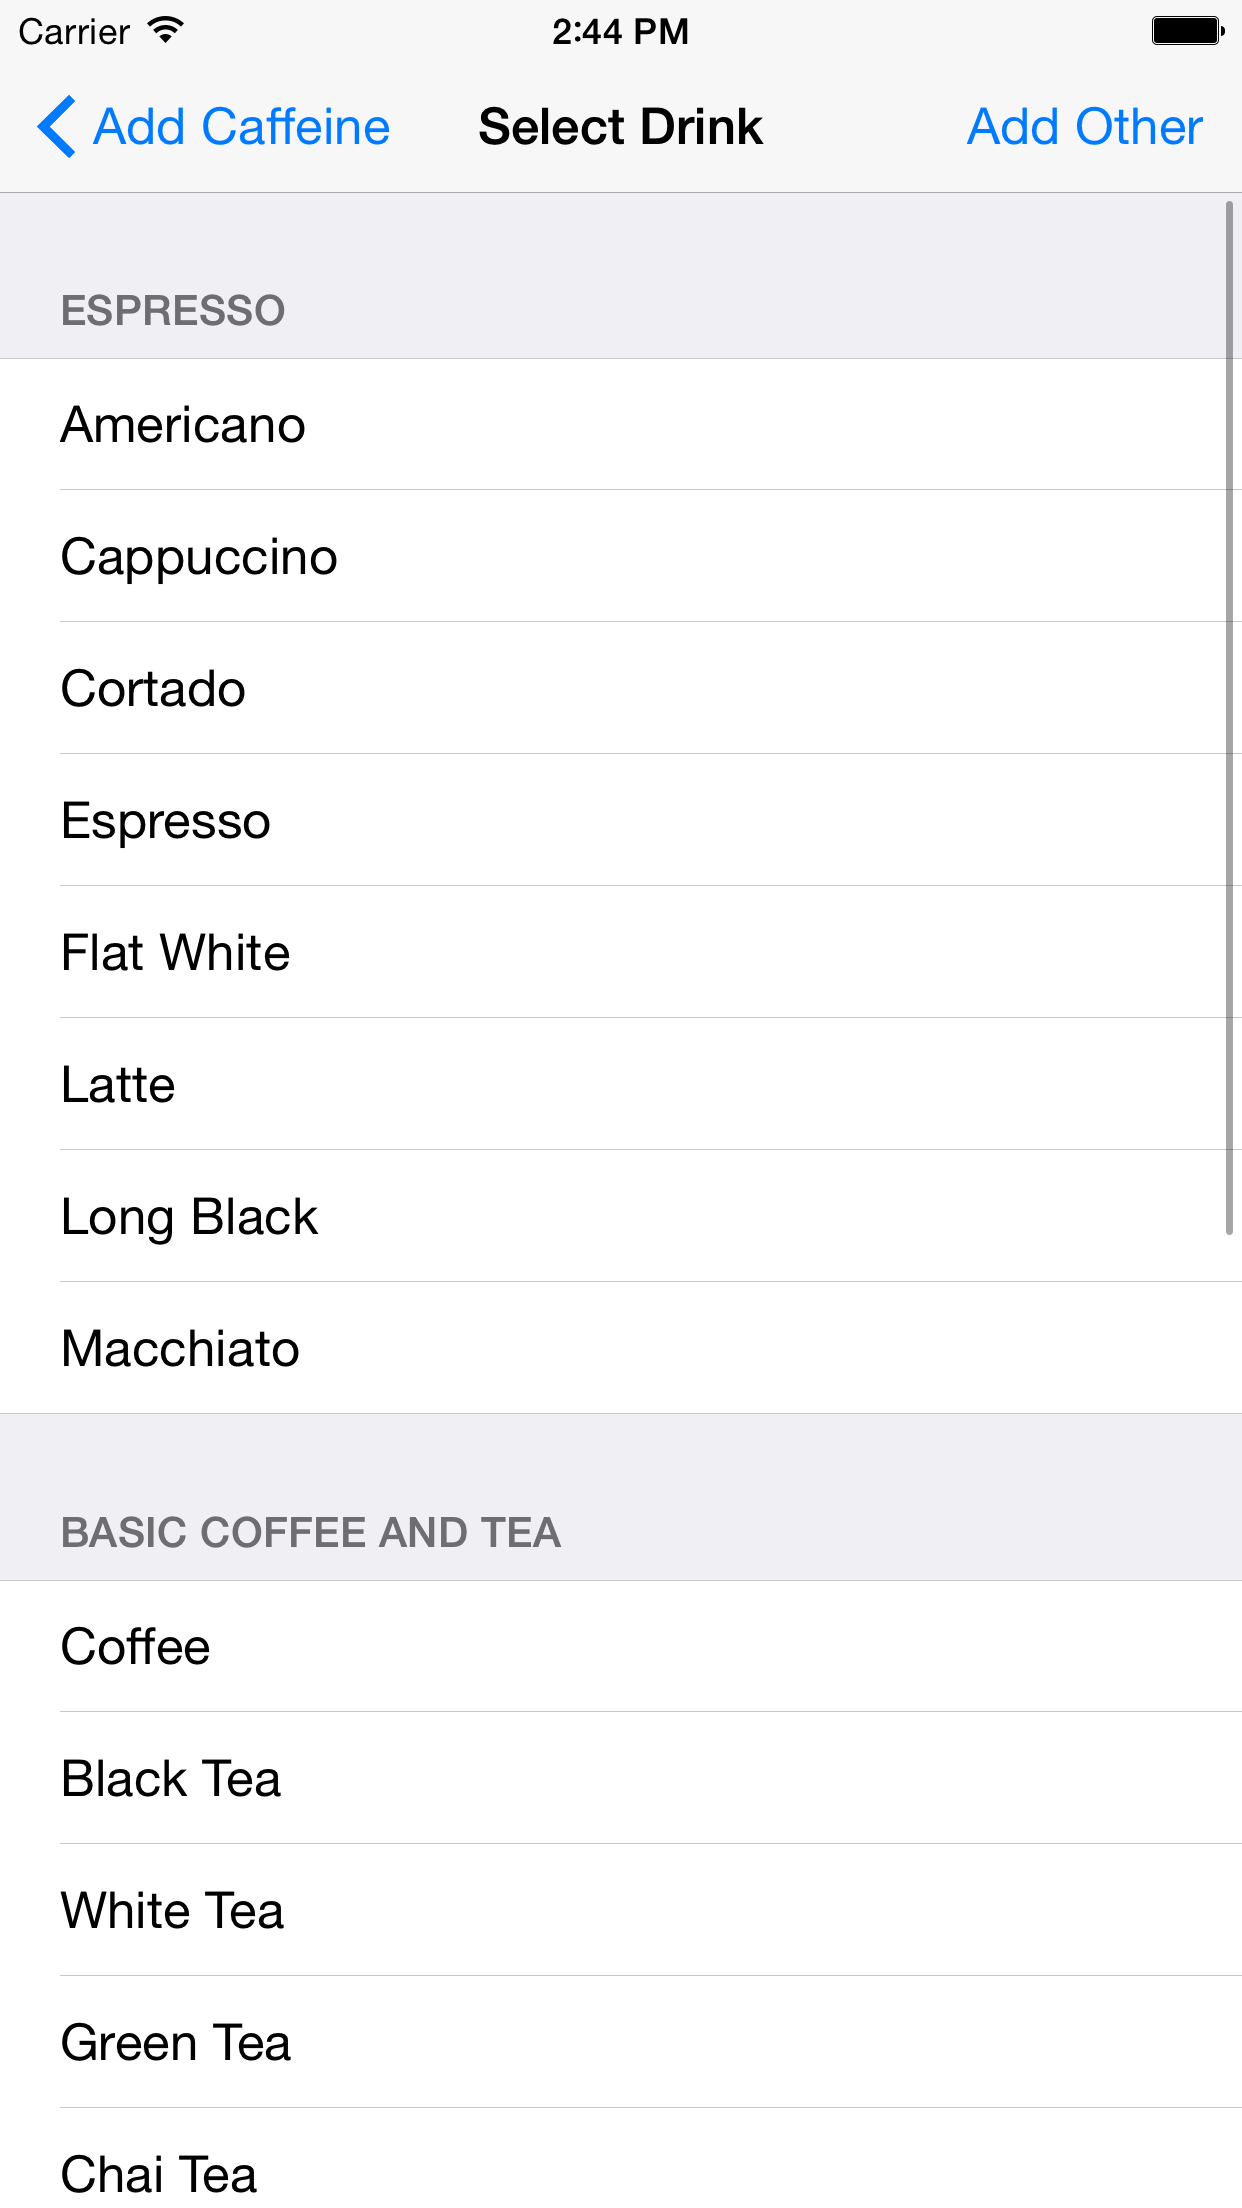 Carrier 2:44 PM
Add Caffeine Select Drink Add Other
ESPRESSO
Americano
Cappuccino
Cortado
Espresso
Flat White
Latte
Long Black
Macchiato
BASIC COFFEE AND TEA
Coffee
Black Tea
White Tea
Green Tea
Chai Tea